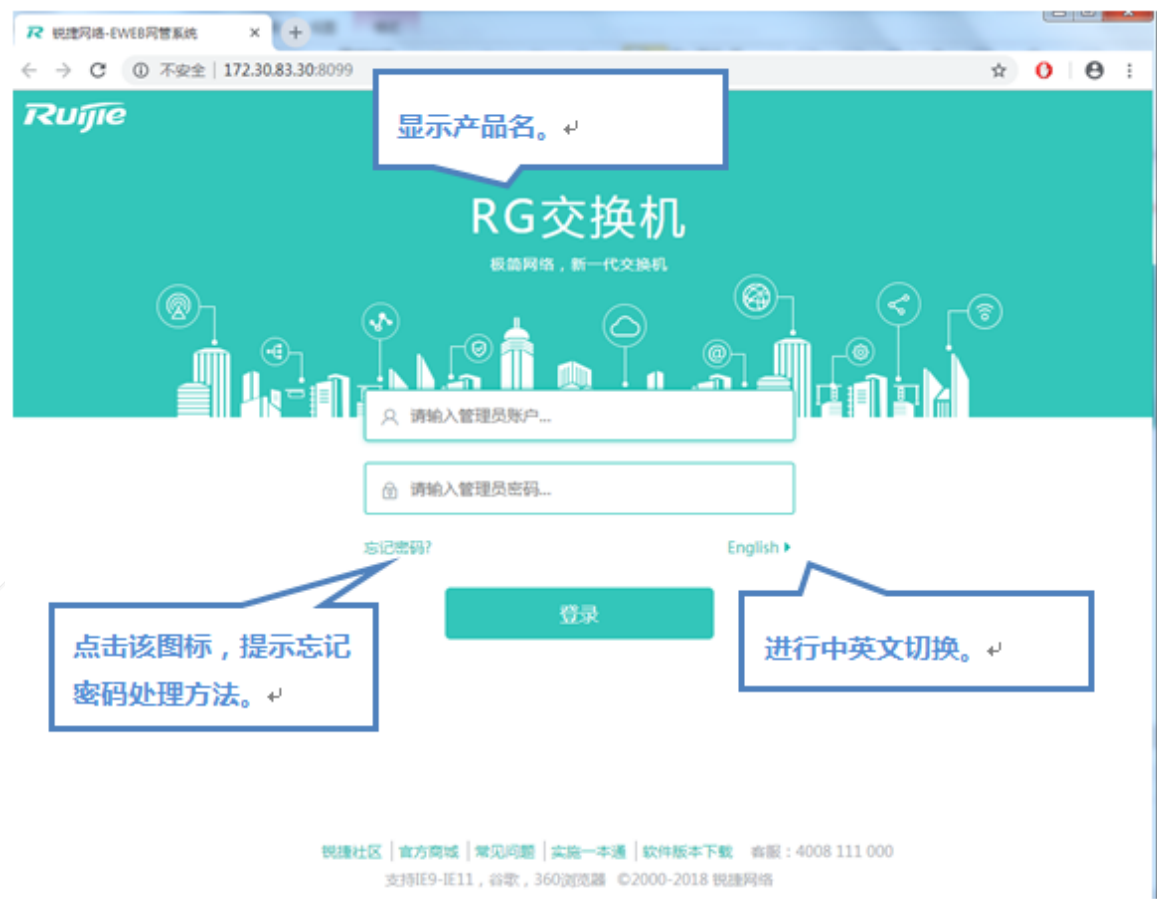 锐捷网络-EWEB网管系统
不安全 | 172.30.83.30:8099
Ruijie
显示产品名。
RG交换机
极简网络，新一代交换机
请输入管理员账户...
请输入管理员密码...
忘记密码?
English
登录
点击该图标，提示忘记
密码处理方法。
进行中英文切换。
锐捷社区 | 官方商城 | 常见问题 | 实施一本通 | 软件版本下载 客服：4008 111 000
支持IE9-IE11，谷歌，360浏览器 ©2000-2018 锐捷网络